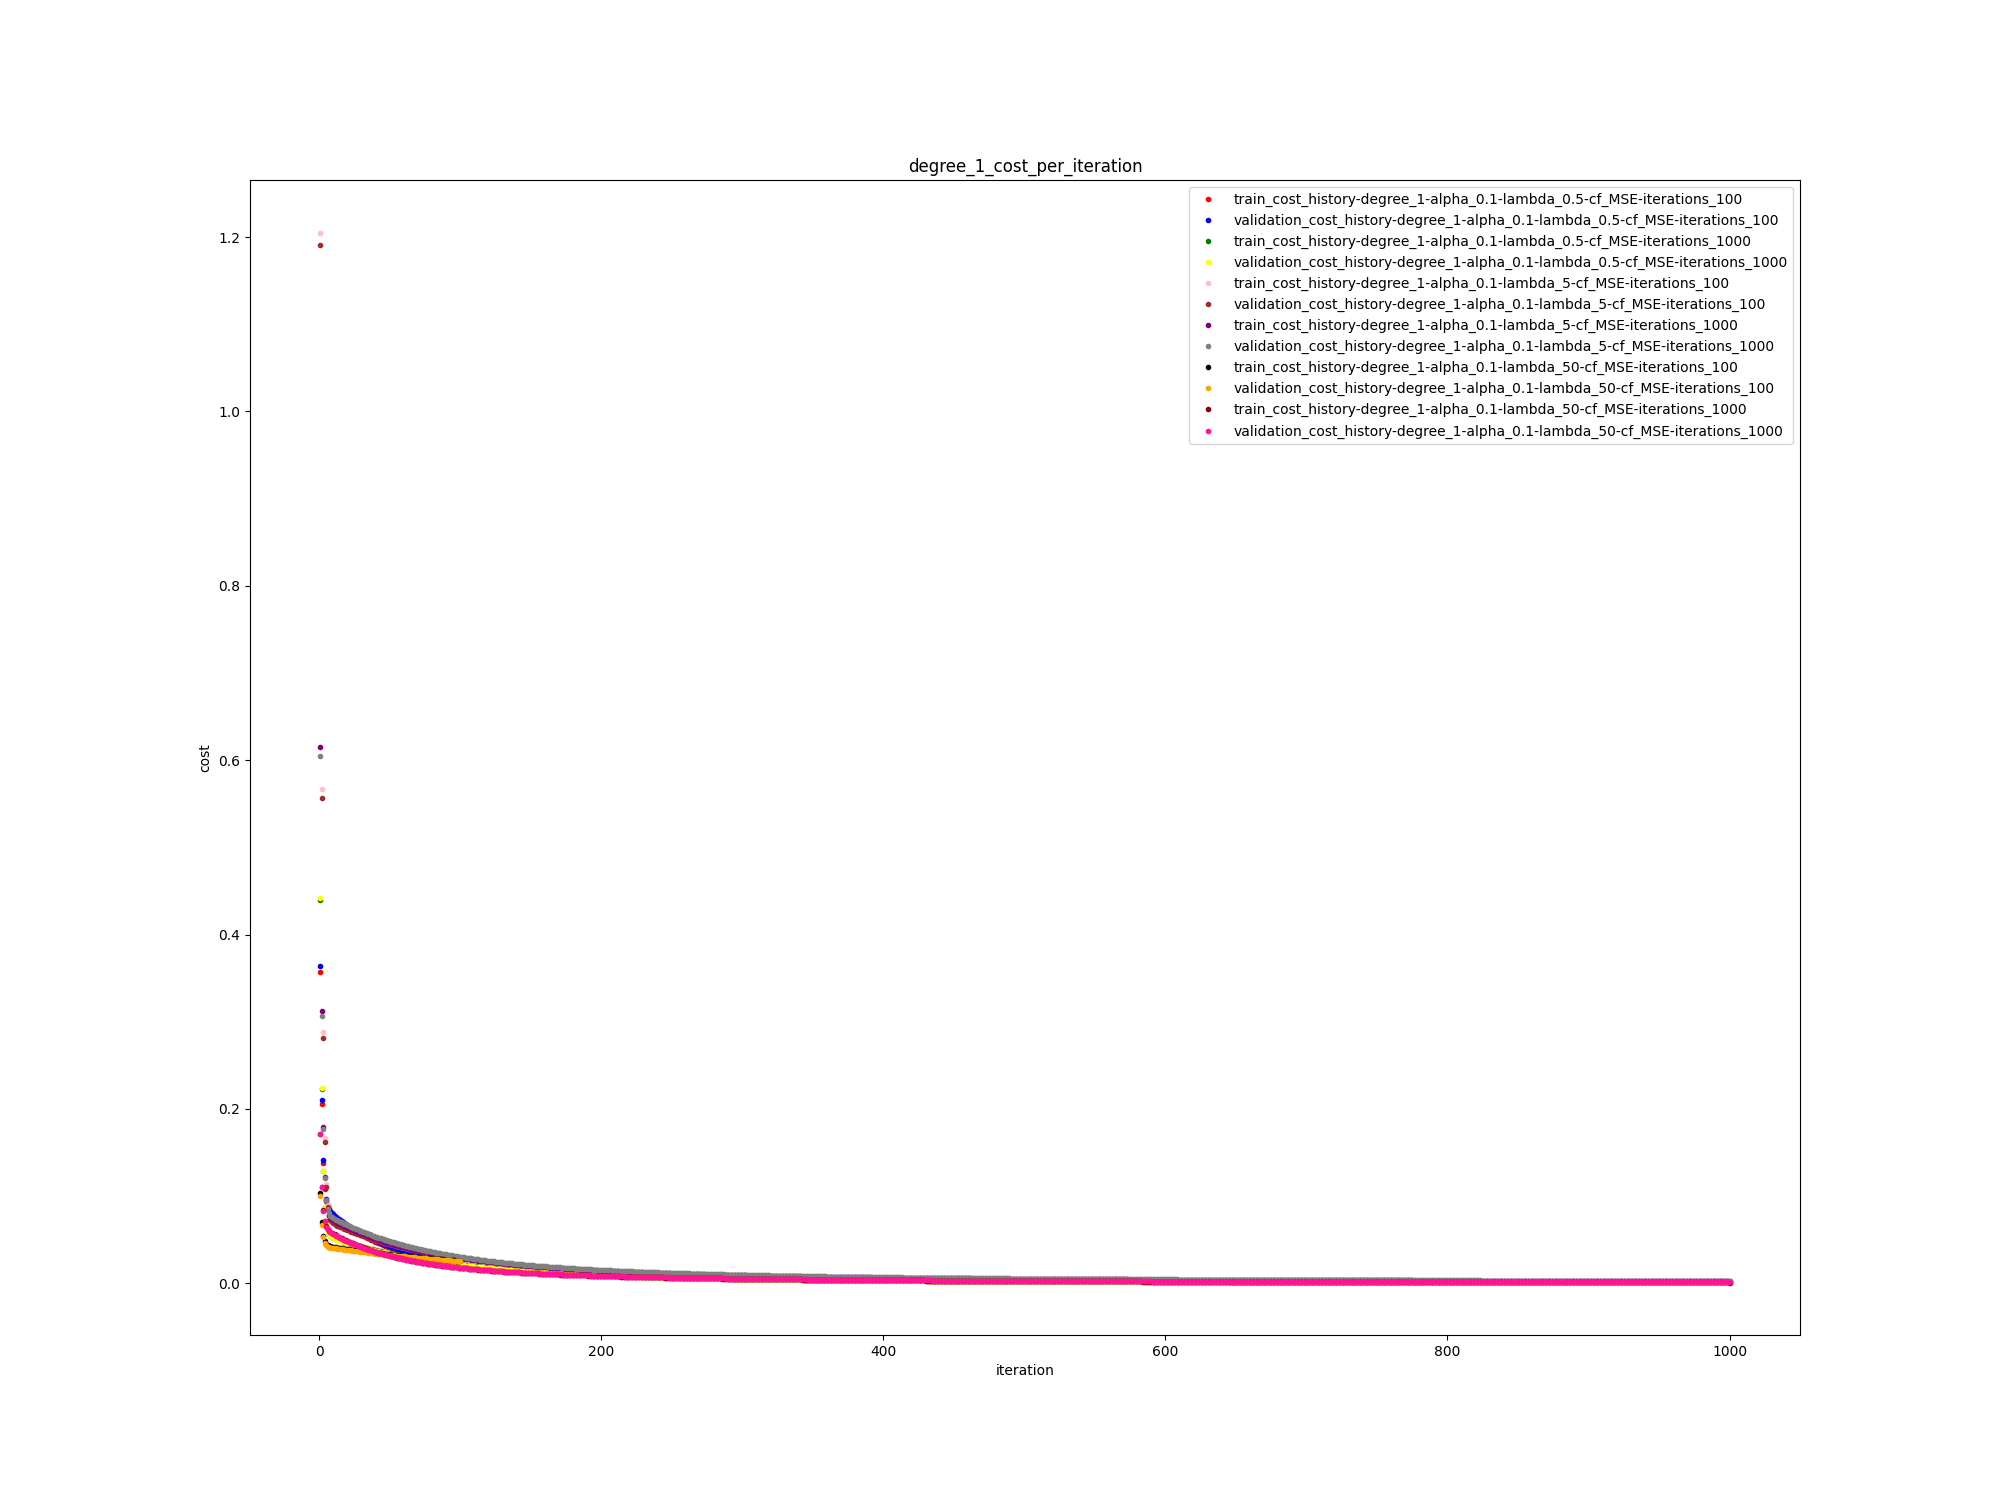 degree_1_cost_per_iteration
train_cost_history-degree_1-alpha_0.1-lambda_0.5-cf_MSE-iterations_100
validation_cost_history-degree_1-alpha_0.1-lambda_0.5-cf_MSE-iterations_100
train_cost_history-degree_1-alpha_0.1-lambda_0.5-cf_MSE-iterations_1000
validation_cost_history-degree_1-alpha_0.1-lambda_0.5-cf_MSE-iterations_1000
train_cost_history-degree_1-alpha_0.1-lambda_5-cf_MSE-iterations_100
validation_cost_history-degree_1-alpha_0.1-lambda_5-cf_MSE-iterations_100
train_cost_history-degree_1-alpha_0.1-lambda_5-cf_MSE-iterations_1000
validation_cost_history-degree_1-alpha_0.1-lambda_5-cf_MSE-iterations_1000
train_cost_history-degree_1-alpha_0.1-lambda_50-cf_MSE-iterations_100
validation_cost_history-degree_1-alpha_0.1-lambda_50-cf_MSE-iterations_100
train_cost_history-degree_1-alpha_0.1-lambda_50-cf_MSE-iterations_1000
validation_cost_history-degree_1-alpha_0.1-lambda_50-cf_MSE-iterations_1000
1.2
1.0
0.8
0.6
0.4
0.2
0.0
cost
0 200 400 600 800 1000
iteration